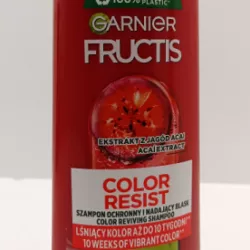 100% PLASTIC*
GARNIER
FRUCTIS
EKSTRAKT Z JAGÓD ACAI
ACAI EXTRACT
COLOR
RESIST
SZAMPON OCHRONNY I NADAJĄCY BLASK
COLOR REVIVING SHAMPOO
LŚNIĄCY KOLOR AŻ DO 10 TYGODNI**
10 WEEKS OF VIBRANT COLOR**